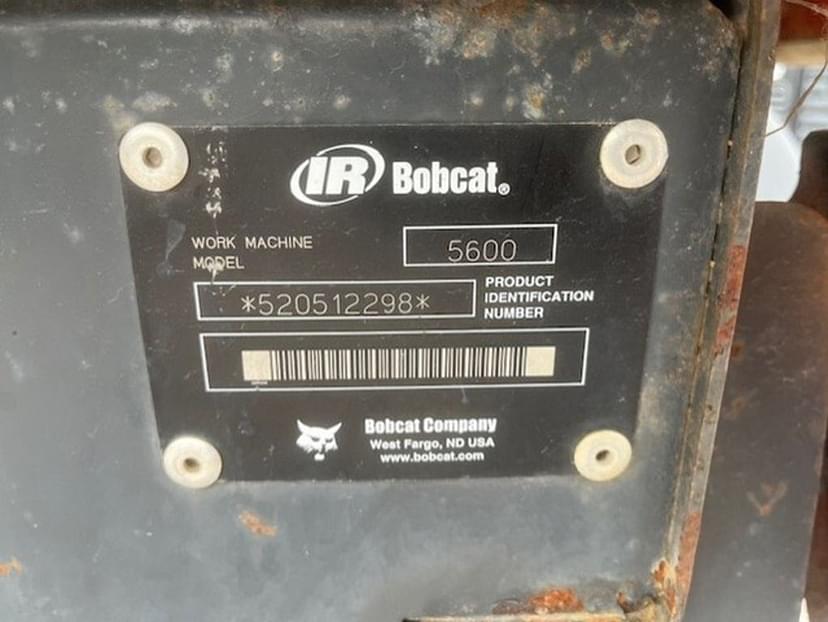 IR Bobcat®
WORK MACHINE
MODEL
5600
*520512298*
PRODUCT
IDENTIFICATION
NUMBER
Bobcat Company
West Fargo, ND USA
www.bobcat.com